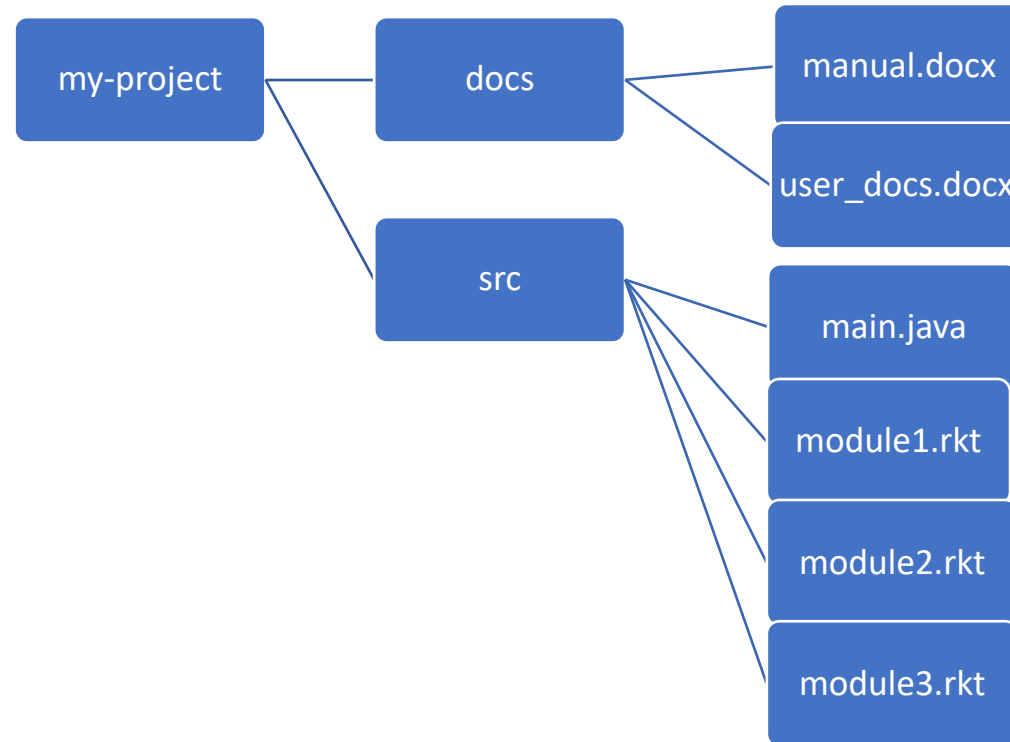 my-project
docs
manual.docx
user_docs.docx
src
main.java
module1.rkt
module2.rkt
module3.rkt